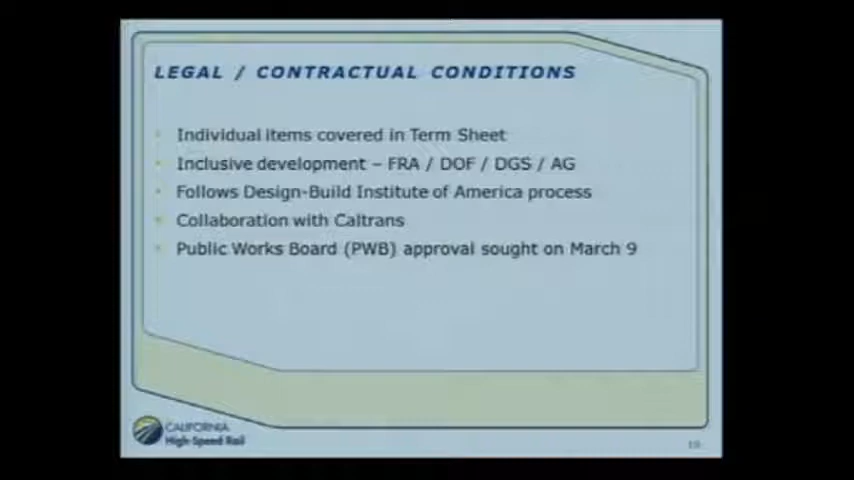 LEGAL / CONTRACTUAL CONDITIONS
Individual items covered in Term Sheet
Inclusive development – FRA / DOF / DGS / AG
Follows Design-Build Institute of America process
Collaboration with Caltrans
Public Works Board (PWB) approval sought on March 9
CALIFORNIA
High-Speed Rail